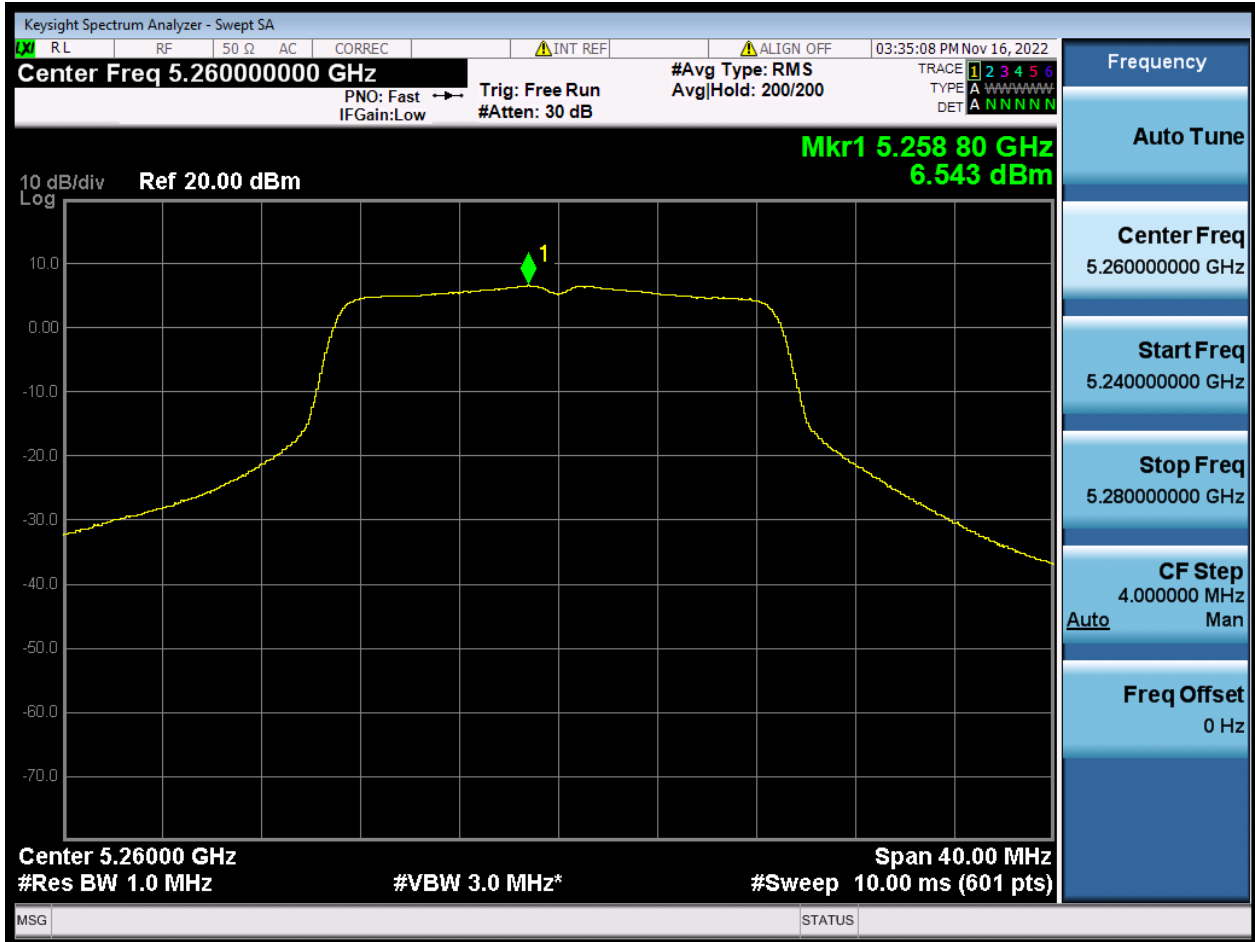 Keysight Spectrum Analyzer - Swept SA
LXI RL RF 50 Ω AC CORREC INT REF ALIGN OFF 03:35:08 PM Nov 16, 2022
Center Freq 5.260000000 GHz
PNO: Fast
IFGain:Low
Trig: Free Run
#Atten: 30 dB
#Avg Type: RMS
Avg|Hold: 200/200
TRACE 1 2 3 4 5 6
TYPE A WWWWW
DET A N N N N N
Mkr1 5.258 80 GHz
6.543 dBm
10 dB/div Ref 20.00 dBm
Log
1
10.0
0.00
-10.0
-20.0
-30.0
-40.0
-50.0
-60.0
-70.0
Center 5.26000 GHz Span 40.00 MHz
#Res BW 1.0 MHz #VBW 3.0 MHz* #Sweep 10.00 ms (601 pts)
MSG STATUS
Frequency
Auto Tune
Center Freq
5.260000000 GHz
Start Freq
5.240000000 GHz
Stop Freq
5.280000000 GHz
CF Step
4.000000 MHz
Auto Man
Freq Offset
0 Hz